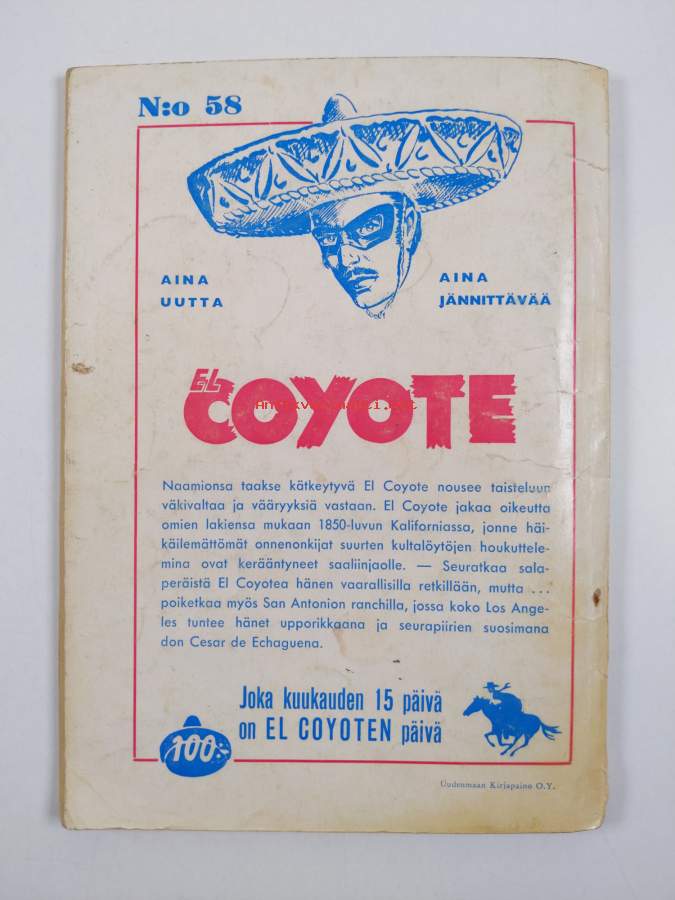 N:o 58
AINA
UUTTA
AINA
JÄNNITTÄVÄÄ
EL
COYOTE
Naamionsa taakse kätkeytyvä El Coyote nousee taisteluun
väkivaltaa ja vääryyksiä vastaan. El Coyote jakaa oikeutta
omien lakiensa mukaan 1850-luvun Kaliforniassa, jonne häi-
käilemättömät onnenonkijat suurten kultalöytöjen houkuttele-
mina ovat kerääntyneet saaliinjaolle. — Seuratkaa sala-
peräistä El Coyotea hänen vaarallisilla retkillään, mutta ...
poiketkaa myös San Antonion ranchilla, jossa koko Los Ange-
les tuntee hänet upporikkaana ja seurapiirien suosimana
don Cesar de Echaguena.
Joka kuukauden 15 päivä
on EL COYOTEN päivä
100:-
Uudenmaan Kirjapaino O.Y.